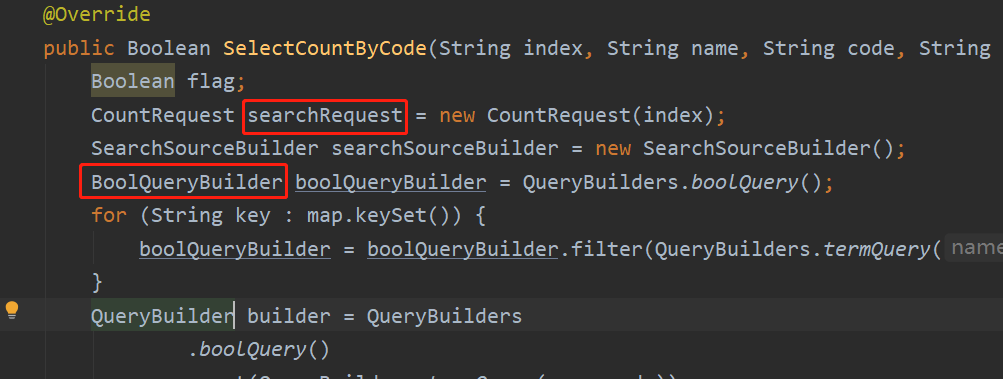 @Override
public Boolean SelectCountByCode(String index, String name, String code, String
Boolean flag;
CountRequest searchRequest = new CountRequest(index);
SearchSourceBuilder searchSourceBuilder = new SearchSourceBuilder();
BoolQueryBuilder boolQueryBuilder = QueryBuilders.boolQuery();
for (String key : map.keySet()) {
boolQueryBuilder = boolQueryBuilder.filter(QueryBuilders.termQuery( name
}
QueryBuilder builder = QueryBuilders
.boolQuery()